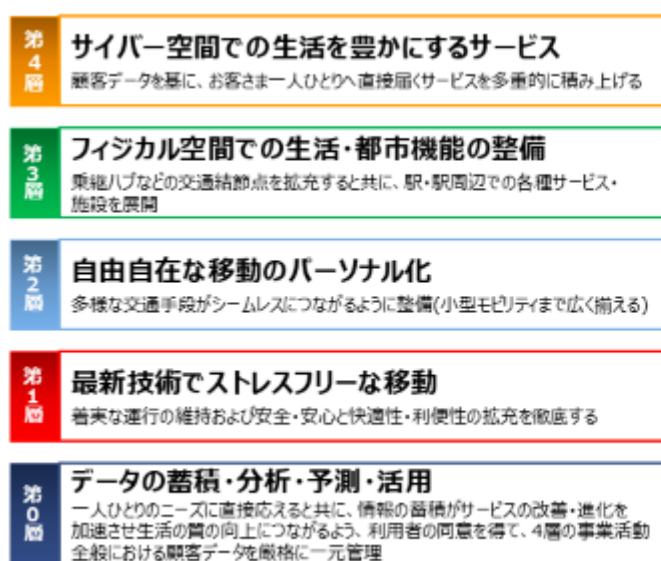 第4層
サイバー空間での生活を豊かにするサービス
顧客データを基に、お客さま一人ひとりへ直接届くサービスを多重的に積み上げる
第3層
フィジカル空間での生活・都市機能の整備
乗継ハブなどの交通結節点を拡充すると共に、駅・駅周辺での各種サービス・
施設を展開
第2層
自由自在な移動のパーソナル化
多様な交通手段がシームレスにつながるように整備(小型モビリティまで広く揃える)
第1層
最新技術でストレスフリーな移動
着実な運行の維持および安全・安心と快適性・利便性の拡充を徹底する
第0層
データの蓄積・分析・予測・活用
一人ひとりのニーズに直接応えると共に、情報の蓄積がサービスの改善・進化を
加速させ生活の質の向上につながるよう、利用者の同意を得て、4層の事業活動
全般における顧客データを厳格に一元管理